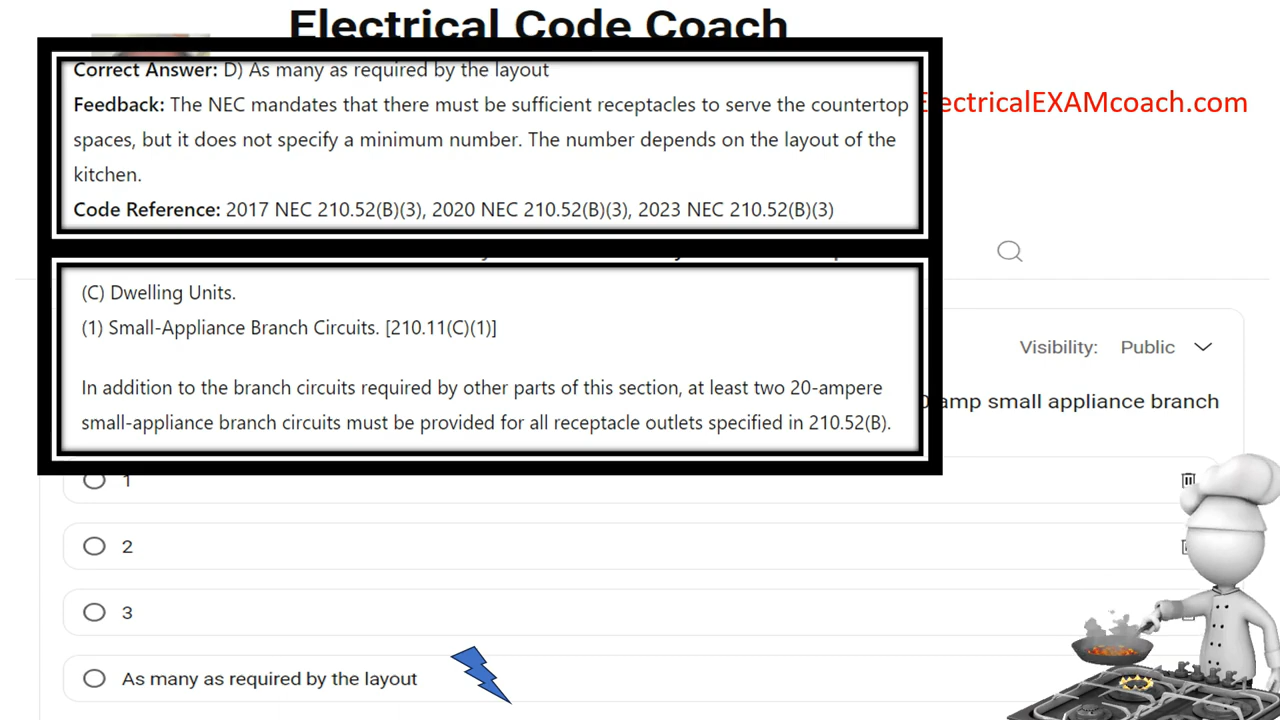 Electrical Code Coach
Correct Answer: D) As many as required by the layout
Feedback: The NEC mandates that there must be sufficient receptacles to serve the countertop
spaces, but it does not specify a minimum number. The number depends on the layout of the
kitchen.
Code Reference: 2017 NEC 210.52(B)(3), 2020 NEC 210.52(B)(3), 2023 NEC 210.52(B)(3)
ElectricalEXAMcoach.com
(C) Dwelling Units.
(1) Small-Appliance Branch Circuits. [210.11(C)(1)]
In addition to the branch circuits required by other parts of this section, at least two 20-ampere
small-appliance branch circuits must be provided for all receptacle outlets specified in 210.52(B).
Visibility: Public
amp small appliance branch
1
2
3
As many as required by the layout